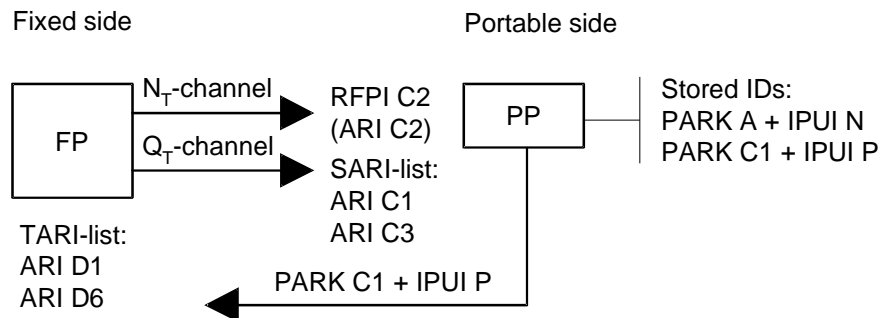 Fixed side
Portable side
FP
N_T-channel
Q_T-channel
RFPI C2
(ARI C2)
SARI-list:
ARI C1
ARI C3
PP
Stored IDs:
PARK A + IPUI N
PARK C1 + IPUI P
TARI-list:
ARI D1
ARI D6
PARK C1 + IPUI P